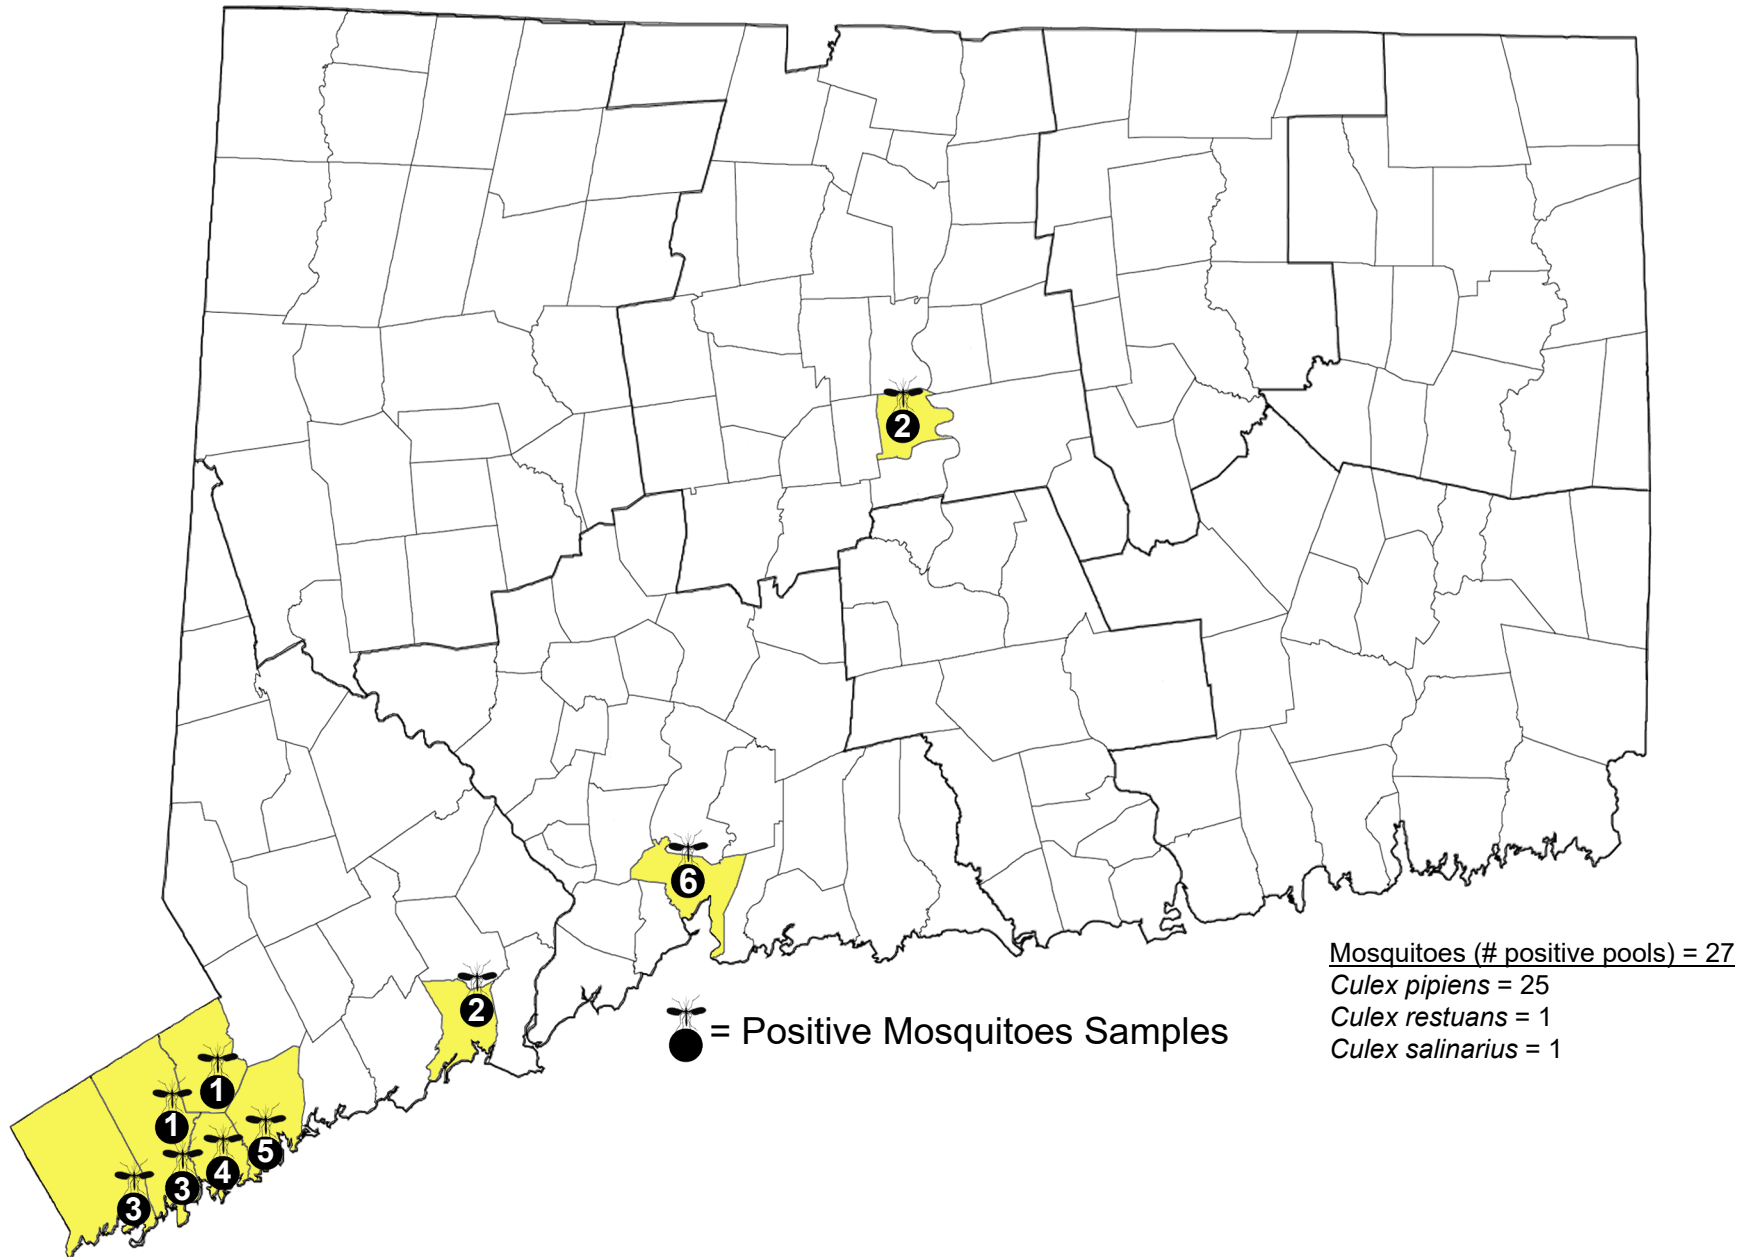 2
6
2
1
1
5
4
3
3
= Positive Mosquitoes Samples
Mosquitoes (# positive pools) = 27
Culex pipiens = 25
Culex restuans = 1
Culex salinarius = 1